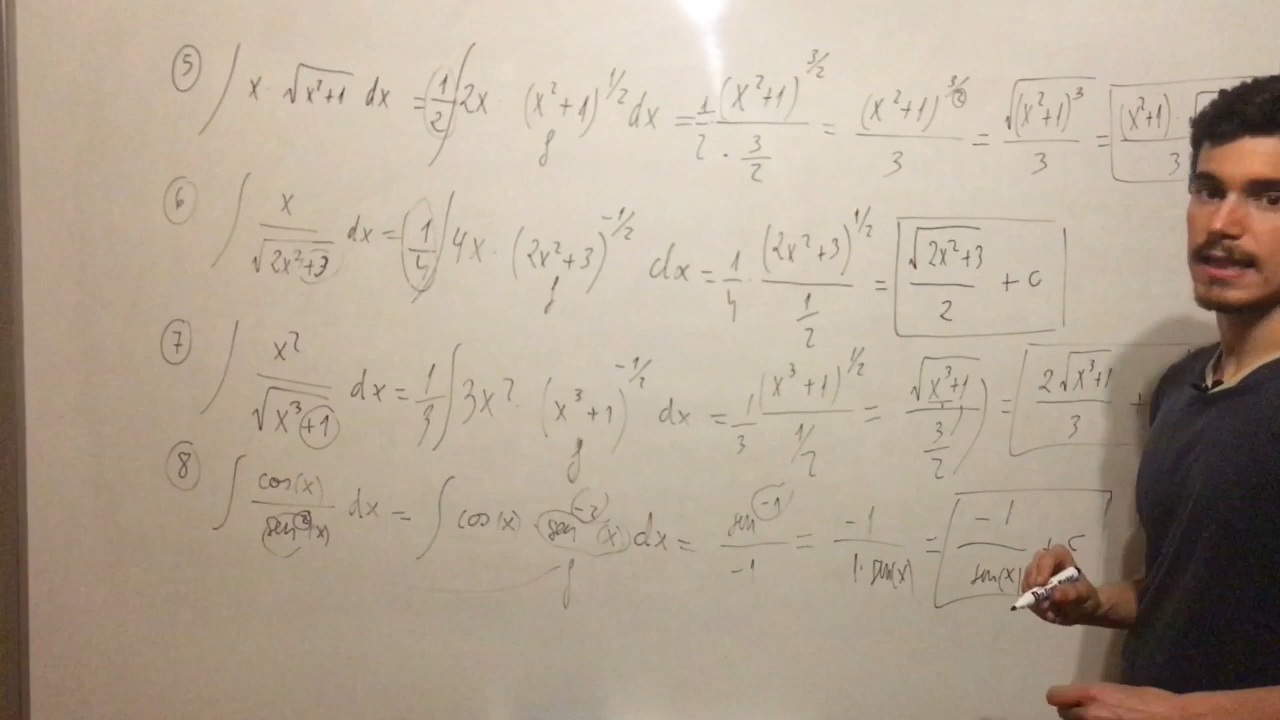 ⑤ ∫ x · √(x²+1) dx = (1/2) ∫ 2x (x²+1)^(1/2) dx = 1/2 (x²+1)^(3/2) / (3/2) = (x²+1)^(3/2) / 3 = √((x²+1)³) / 3 = (x²+1) · √ / 3
f
⑥ ∫ x / √(2x²+3) dx = (1/4) ∫ 4x · (2x²+3)^(-1/2) dx = 1/4 · (2x²+3)^(1/2) / (1/2) = √(2x²+3) / 2 + c
f
⑦ ∫ x² / √(x³+1) dx = 1/3 ∫ 3x² · (x³+1)^(-1/2) dx = 1/3 (x³+1)^(1/2) / (1/2) = √(x³+1) / (3/2) = 2√(x³+1) / 3 +
f
⑧ ∫ cos(x) / sen²(x) dx = ∫ cos(x) · sen^(-2)(x) dx = sen^(-1) / -1 = -1 / (1 · sen(x)) = -1 / sen(x) + c
f